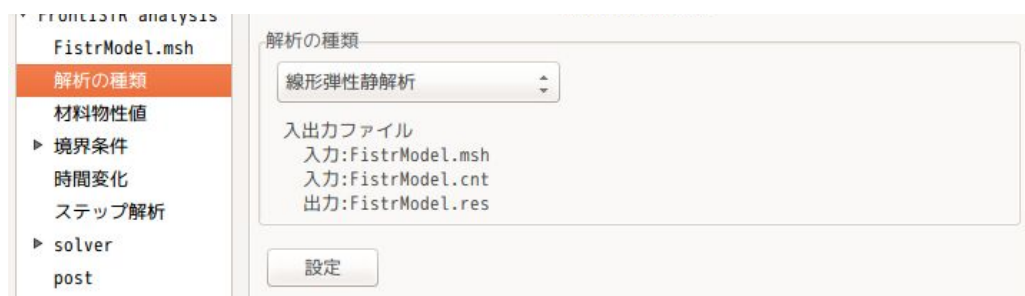 FrontISTR analysis
FistrModel.msh
解析の種類
材料物性値
境界条件
時間変化
ステップ解析
solver
post
解析の種類
線形弾性静解析
入出力ファイル
入力:FistrModel.msh
入力:FistrModel.cnt
出力:FistrModel.res
設定